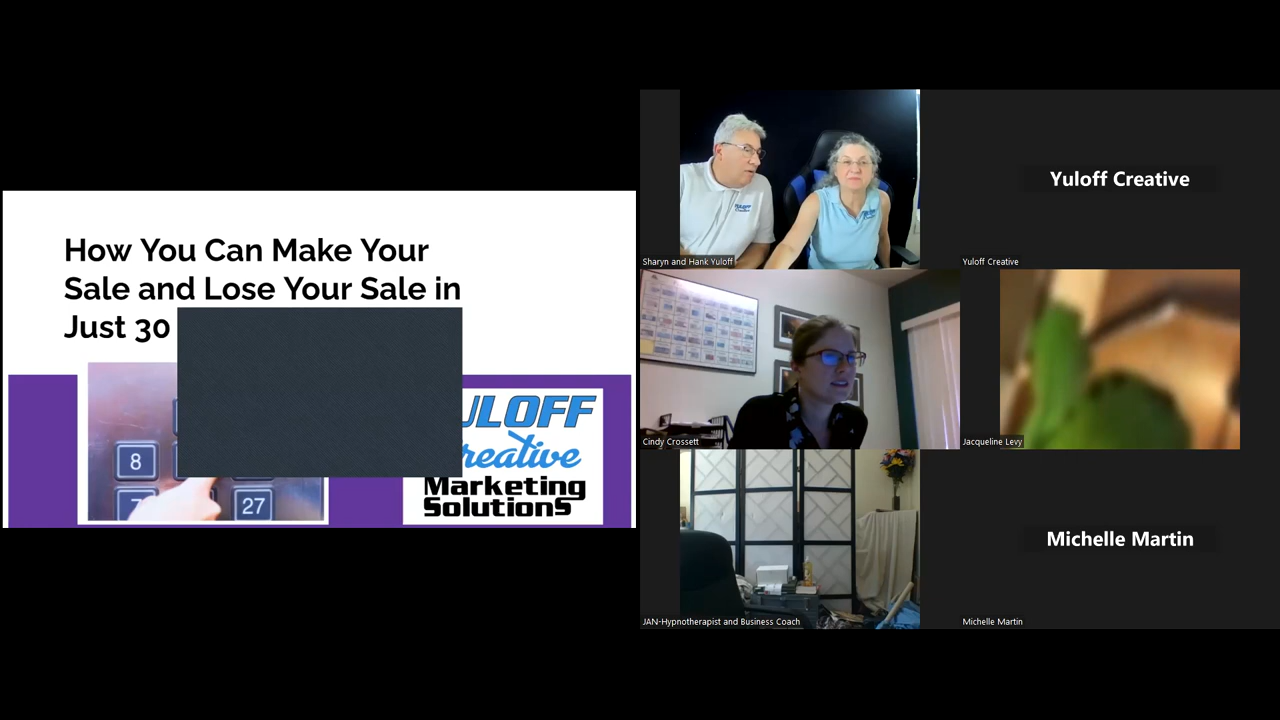 How You Can Make Your
Sale and Lose Your Sale in
Just 30
8
7
27
ULOFF
reative
Marketing
Solutions
Sharyn and Hank Yuloff
Yuloff Creative
Yuloff Creative
Cindy Crossett
Jacqueline Levy
JAN-Hypnotherapist and Business Coach
Michelle Martin
Michelle Martin